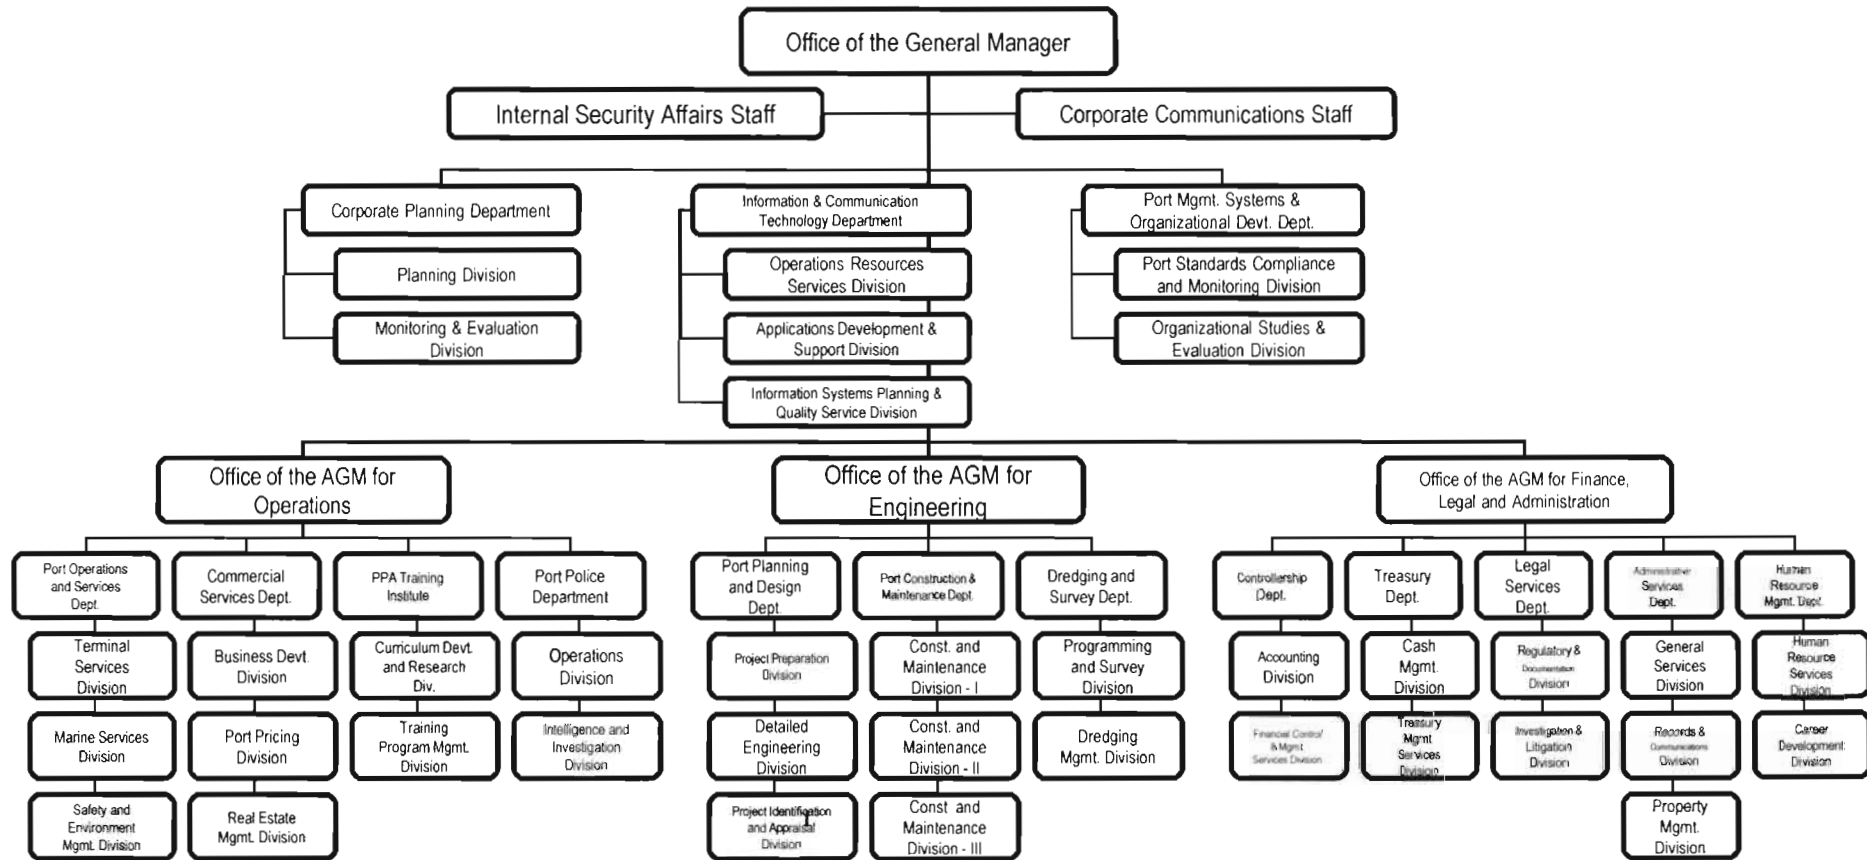 Office of the General Manager
Internal Security Affairs Staff
Corporate Communications Staff
Corporate Planning Department
Planning Division
Monitoring & Evaluation
Division
Information & Communication
Technology Department
Operations Resources
Services Division
Applications Development &
Support Division
Information Systems Planning &
Quality Service Division
Port Mgmt. Systems &
Organizational Devt. Dept.
Port Standards Compliance
and Monitoring Division
Organizational Studies &
Evaluation Division
Office of the AGM for
Operations
Office of the AGM for
Engineering
Office of the AGM for Finance,
Legal and Administration
Port Operations
and Services
Dept.
Terminal
Services
Division
Marine Services
Division
Safety and
Environment
Mgmt. Division
Commercial
Services Dept.
Business Devt.
Division
Port Pricing
Division
Real Estate
Mgmt. Division
PPA Training
Institute
Curriculum Devt.
and Research
Div.
Training
Program Mgmt.
Division
Port Police
Department
Operations
Division
Intelligence and
Investigation
Division
Port Planning
and Design
Dept.
Project Preparation
Division
Detailed
Engineering
Division
Project Identification
and Appraisal
Division
Port Construction &
Maintenance Dept.
Const. and
Maintenance
Division - I
Const. and
Maintenance
Division - II
Const. and
Maintenance
Division - III
Dredging and
Survey Dept.
Programming
and Survey
Division
Dredging
Mgmt. Division
Controllership
Dept.
Accounting
Division
Financial Control
& Mgmt.
Services Division
Treasury
Dept.
Cash
Mgmt.
Division
Treasury
Mgmt
Services
Division
Legal
Services
Dept.
Regulatory &
Documentation
Division
Investigation &
Litigation
Division
Administrative
Services
Dept.
General
Services
Division
Records &
Communications
Division
Property
Mgmt.
Division
Human
Resource
Mgmt. Dept.
Human
Resource
Services
Division
Career
Development
Division